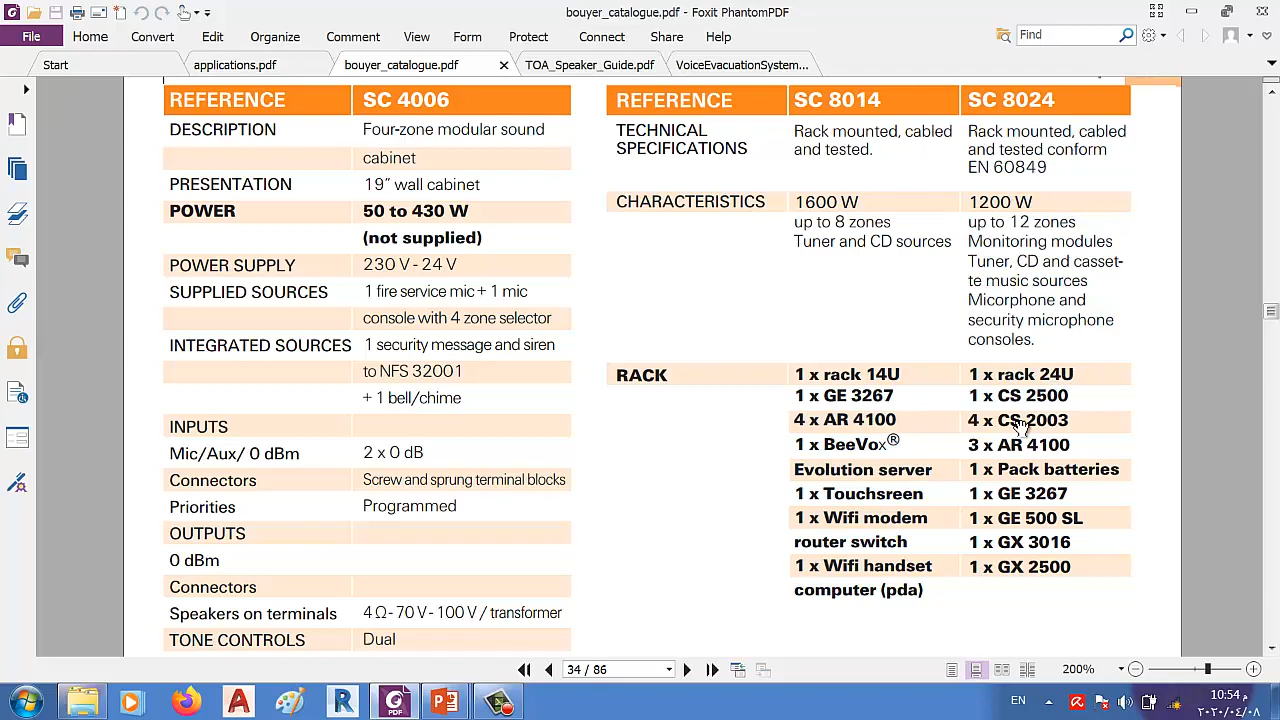 bouyer_catalogue.pdf - Foxit PhantomPDF
File Home Convert Edit Organize Comment View Form Protect Connect Share Help Find
Start applications.pdf bouyer_catalogue.pdf TOA_Speaker_Guide.pdf VoiceEvacuationSystem...
REFERENCE SC 4006
DESCRIPTION Four-zone modular sound
cabinet
PRESENTATION 19" wall cabinet
POWER 50 to 430 W
(not supplied)
POWER SUPPLY 230 V - 24 V
SUPPLIED SOURCES 1 fire service mic + 1 mic
console with 4 zone selector
INTEGRATED SOURCES 1 security message and siren
to NFS 32001
+ 1 bell/chime
INPUTS
Mic/Aux/ 0 dBm 2 x 0 dB
Connectors Screw and sprung terminal blocks
Priorities Programmed
OUTPUTS
0 dBm
Connectors
Speakers on terminals 4 Ω - 70 V - 100 V / transformer
TONE CONTROLS Dual
REFERENCE SC 8014 SC 8024
TECHNICAL Rack mounted, cabled Rack mounted, cabled
SPECIFICATIONS and tested. and tested conform
EN 60849
CHARACTERISTICS 1600 W 1200 W
up to 8 zones up to 12 zones
Tuner and CD sources Monitoring modules
Tuner, CD and casset-
te music sources
Micorphone and
security microphone
consoles.
RACK 1 x rack 14U 1 x rack 24U
1 x GE 3267 1 x CS 2500
4 x AR 4100 4 x CS 2003
1 x BeeVox® 3 x AR 4100
Evolution server 1 x Pack batteries
1 x Touchsreen 1 x GE 3267
1 x Wifi modem 1 x GE 500 SL
router switch 1 x GX 3016
1 x Wifi handset 1 x GX 2500
computer (pda)
34 / 86 200%
EN 10:54 م
٢٠٢٠/٠٤/٠٨